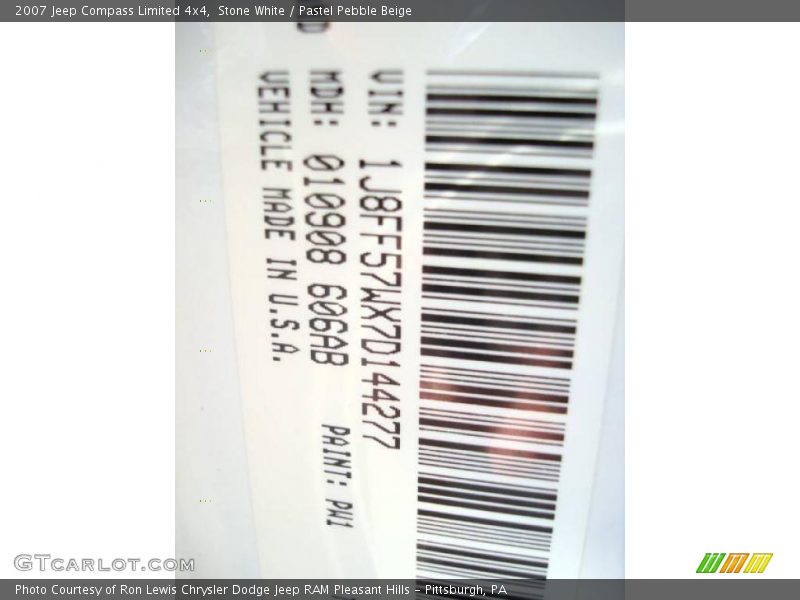 2007 Jeep Compass Limited 4x4,  Stone White / Pastel Pebble Beige
VIN: 1J8FF57WX7D144277
MDH: 010908 606AB PAINT: PW1
VEHICLE MADE IN U.S.A.
GTCARLOT.COM
Photo Courtesy of Ron Lewis Chrysler Dodge Jeep RAM Pleasant Hills - Pittsburgh, PA